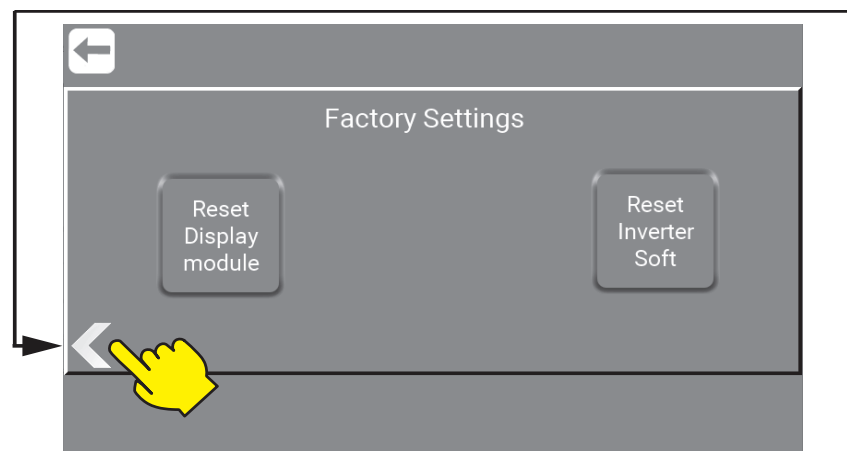 Factory Settings
Reset
Display
module
Reset
Inverter
Soft